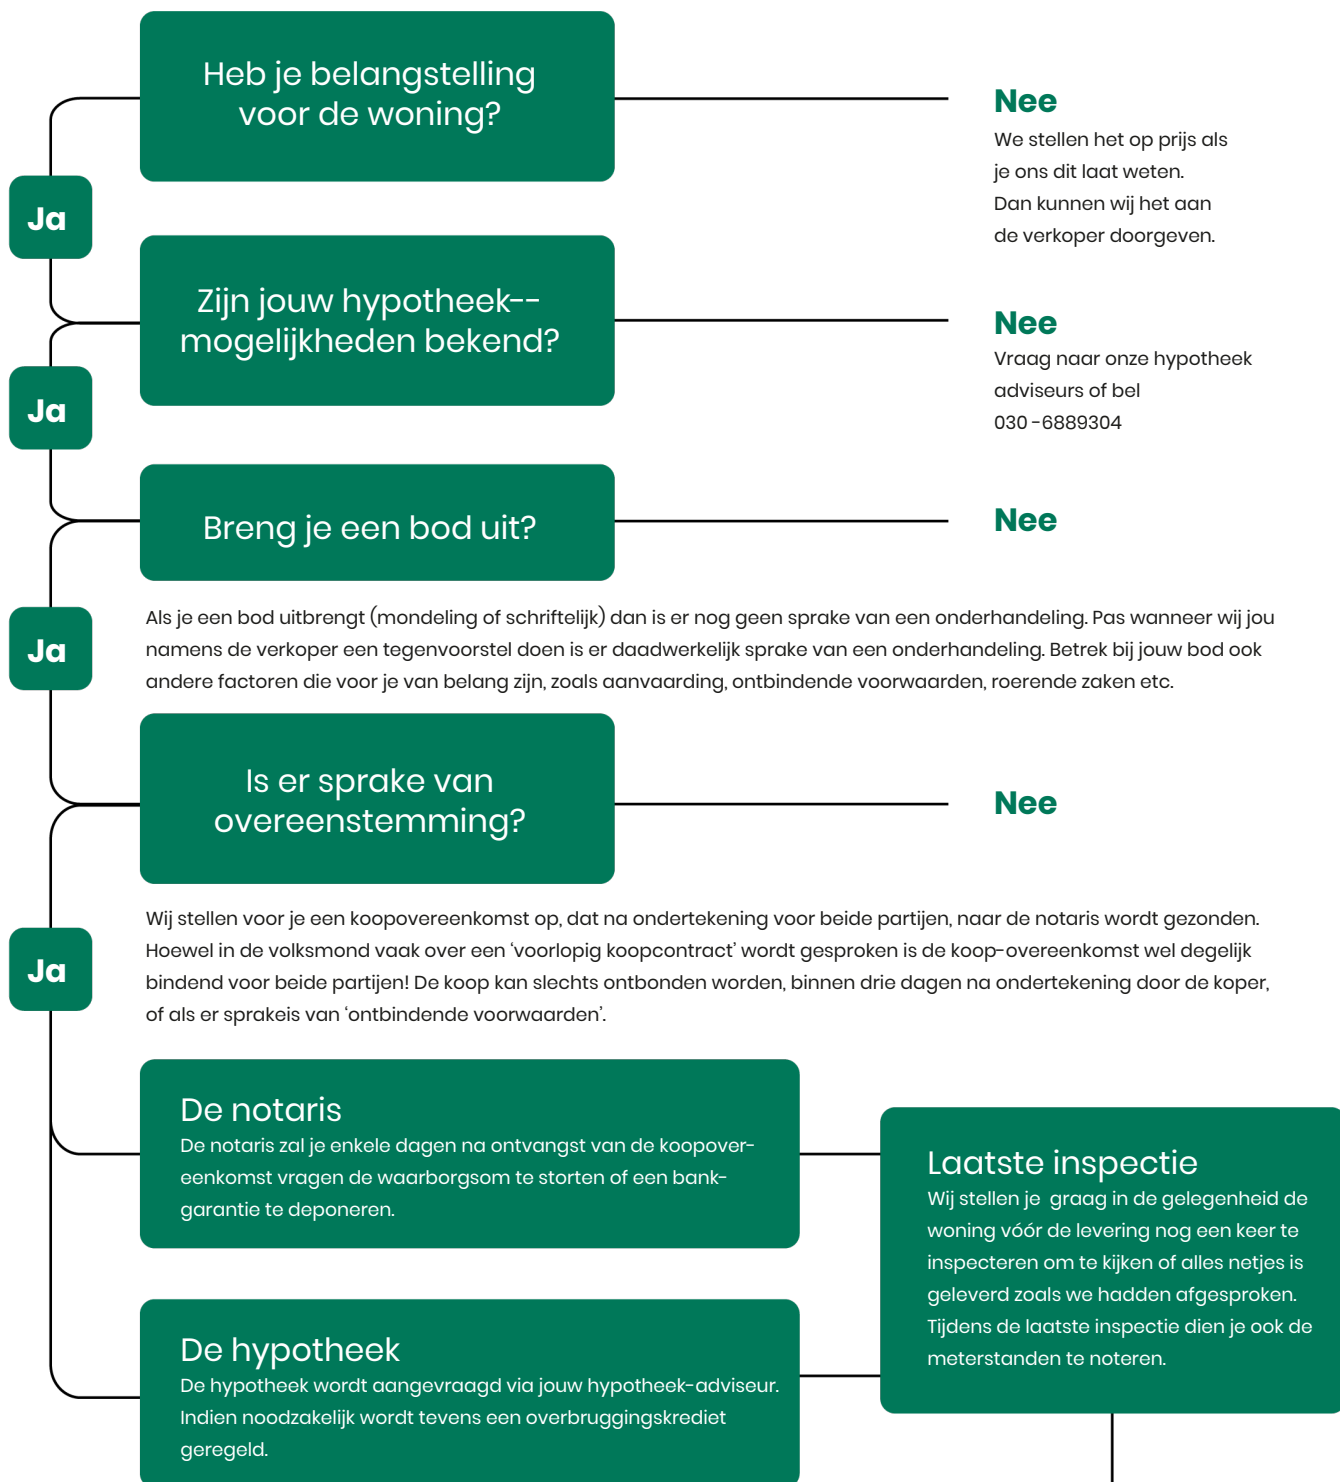 Heb je belangstelling
voor de woning?
Nee
We stellen het op prijs als
je ons dit laat weten.
Dan kunnen wij het aan
de verkoper doorgeven.
Ja
Zijn jouw hypotheek--
mogelijkheden bekend?
Nee
Vraag naar onze hypotheek
adviseurs of bel
030 -6889304
Ja
Breng je een bod uit?
Nee
Als je een bod uitbrengt (mondeling of schriftelijk) dan is er nog geen sprake van een onderhandeling. Pas wanneer wij jou
namens de verkoper een tegenvoorstel doen is er daadwerkelijk sprake van een onderhandeling. Betrek bij jouw bod ook
andere factoren die voor je van belang zijn, zoals aanvaarding, ontbindende voorwaarden, roerende zaken etc.
Ja
Is er sprake van
overeenstemming?
Nee
Wij stellen voor je een koopovereenkomst op, dat na ondertekening voor beide partijen, naar de notaris wordt gezonden.
Hoewel in de volksmond vaak over een ‘voorlopig koopcontract’ wordt gesproken is de koop-overeenkomst wel degelijk
bindend voor beide partijen! De koop kan slechts ontbonden worden, binnen drie dagen na ondertekening door de koper,
of als er sprakeis van ‘ontbindende voorwaarden’.
Ja
De notaris
De notaris zal je enkele dagen na ontvangst van de koopover-
eenkomst vragen de waarborgsom te storten of een bank-
garantie te deponeren.
Laatste inspectie
Wij stellen je  graag in de gelegenheid de
woning vóór de levering nog een keer te
inspecteren om te kijken of alles netjes is
geleverd zoals we hadden afgesproken.
Tijdens de laatste inspectie dien je ook de
meterstanden te noteren.
De hypotheek
De hypotheek wordt aangevraagd via jouw hypotheek-adviseur.
Indien noodzakelijk wordt tevens een overbruggingskrediet
geregeld.